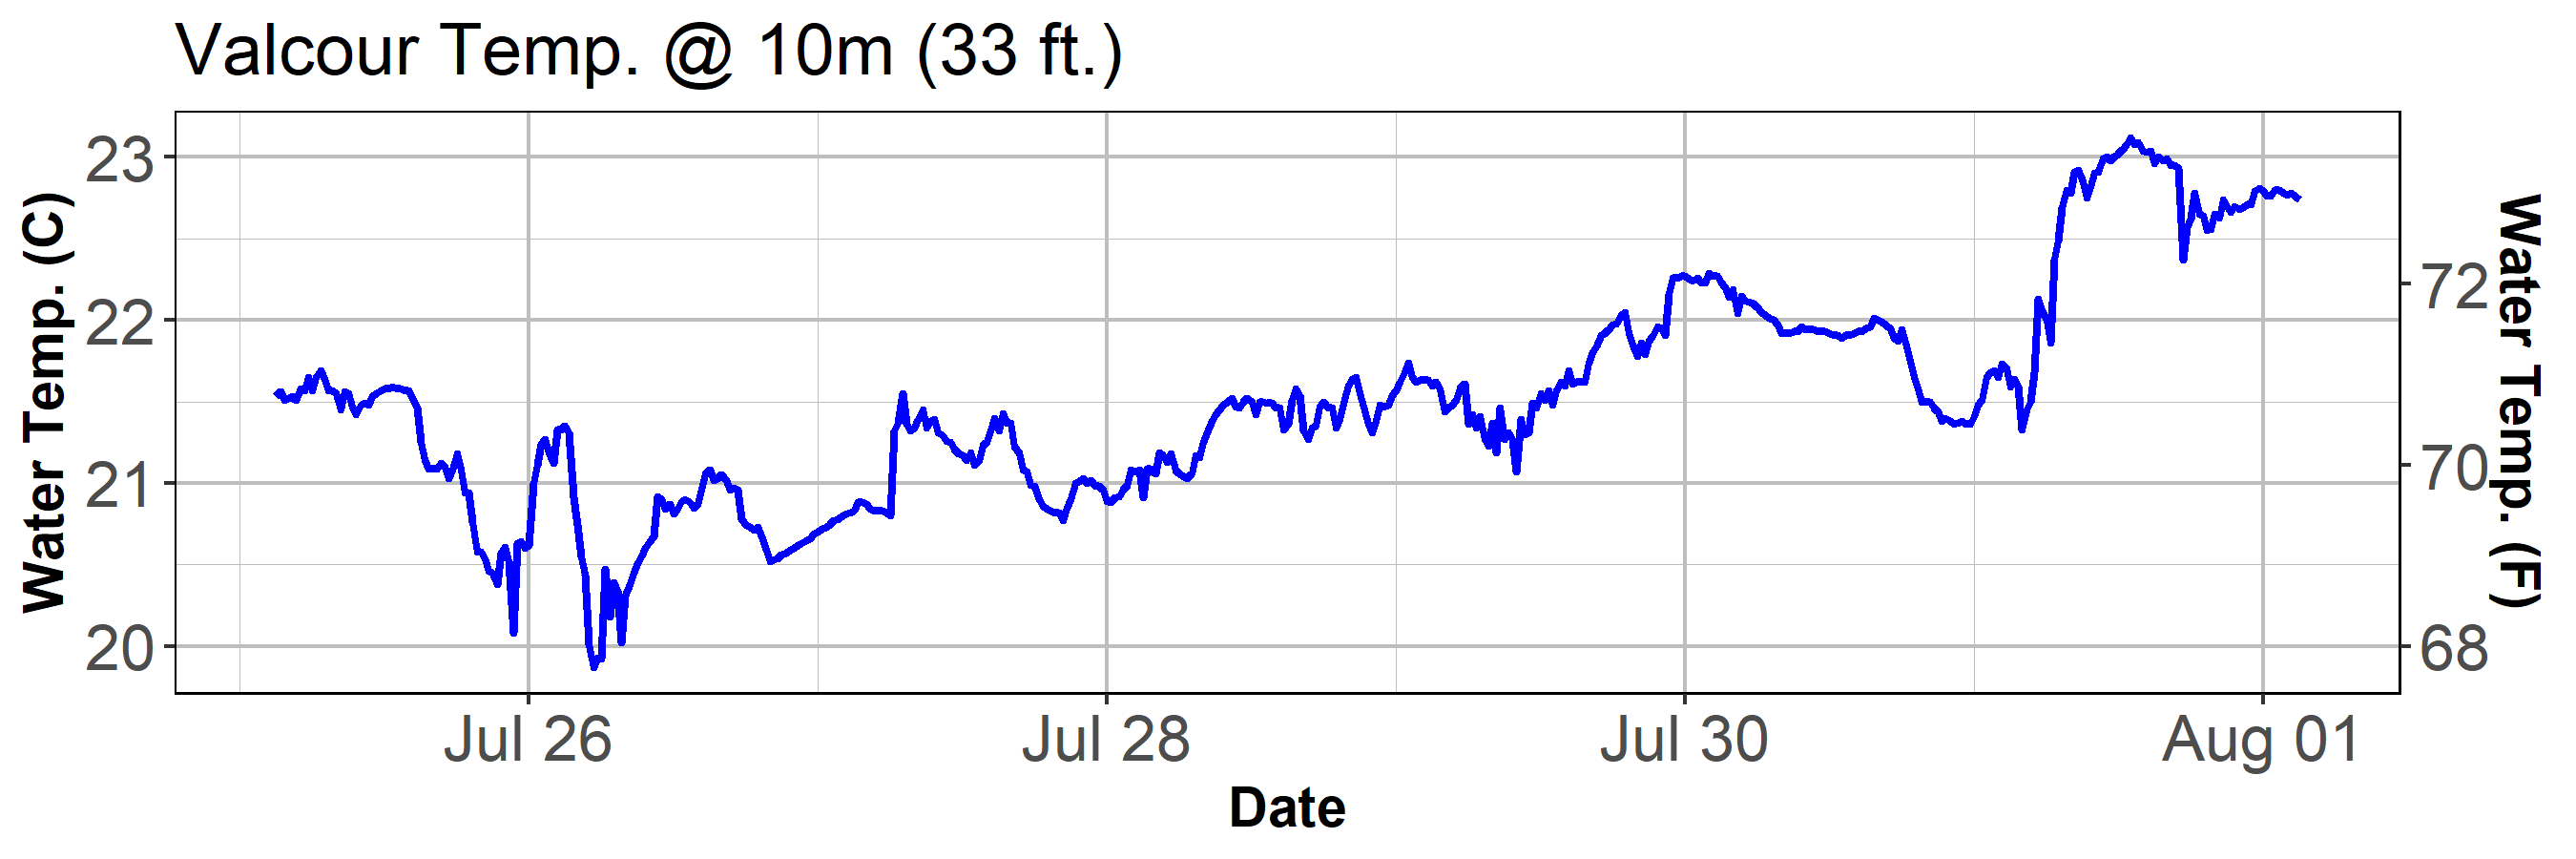 Valcour Temp. @ 10m (33 ft.)
Water Temp. (C)
23
22
21
20
72
70
68
Water Temp. (F)
Jul 26 Jul 28 Jul 30 Aug 01
Date